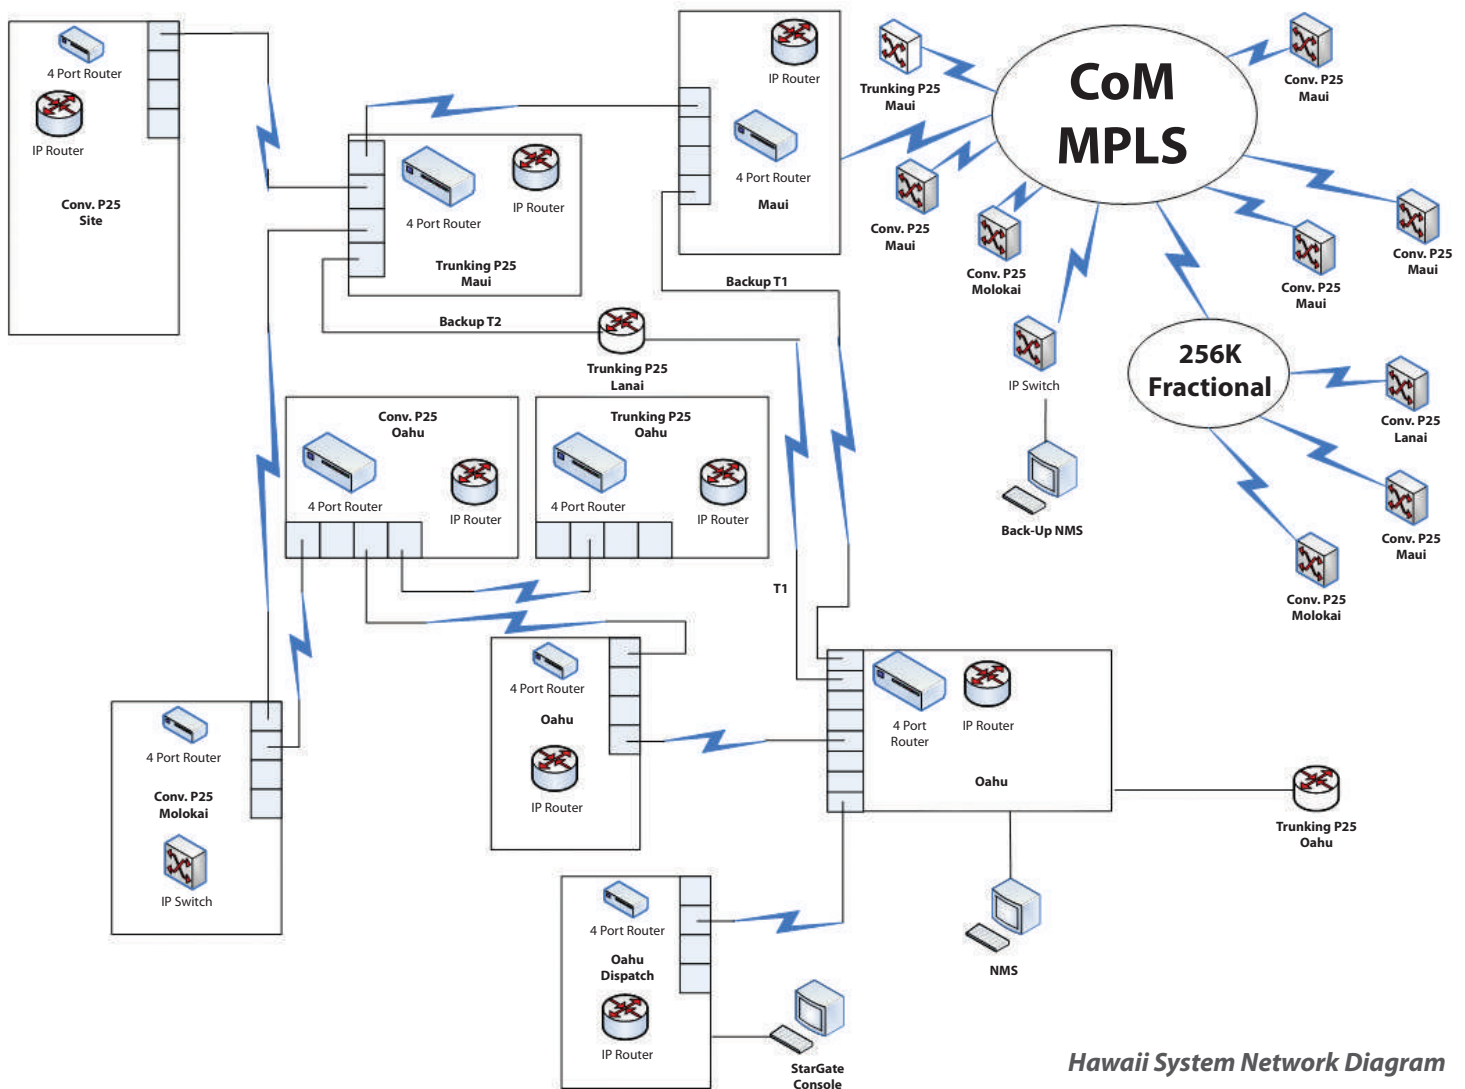 4 Port Router
IP Router
Conv. P25
Site
4 Port Router
IP Router
Trunking P25
Maui
IP Router
4 Port Router
Maui
Trunking P25
Maui
CoM
MPLS
Conv. P25
Maui
Conv. P25
Maui
Conv. P25
Molokai
Conv. P25
Maui
Conv. P25
Maui
Backup T1
Backup T2
Trunking P25
Lanai
IP Switch
256K
Fractional
Conv. P25
Lanai
Conv. P25
Maui
Conv. P25
Molokai
Back-Up NMS
Conv. P25
Oahu
4 Port Router
IP Router
Trunking P25
Oahu
4 Port Router
IP Router
T1
4 Port Router
Oahu
IP Router
4 Port
Router
IP Router
Oahu
Trunking P25
Oahu
4 Port Router
Conv. P25
Molokai
IP Switch
4 Port Router
Oahu
Dispatch
IP Router
NMS
StarGate
Console
Hawaii System Network Diagram